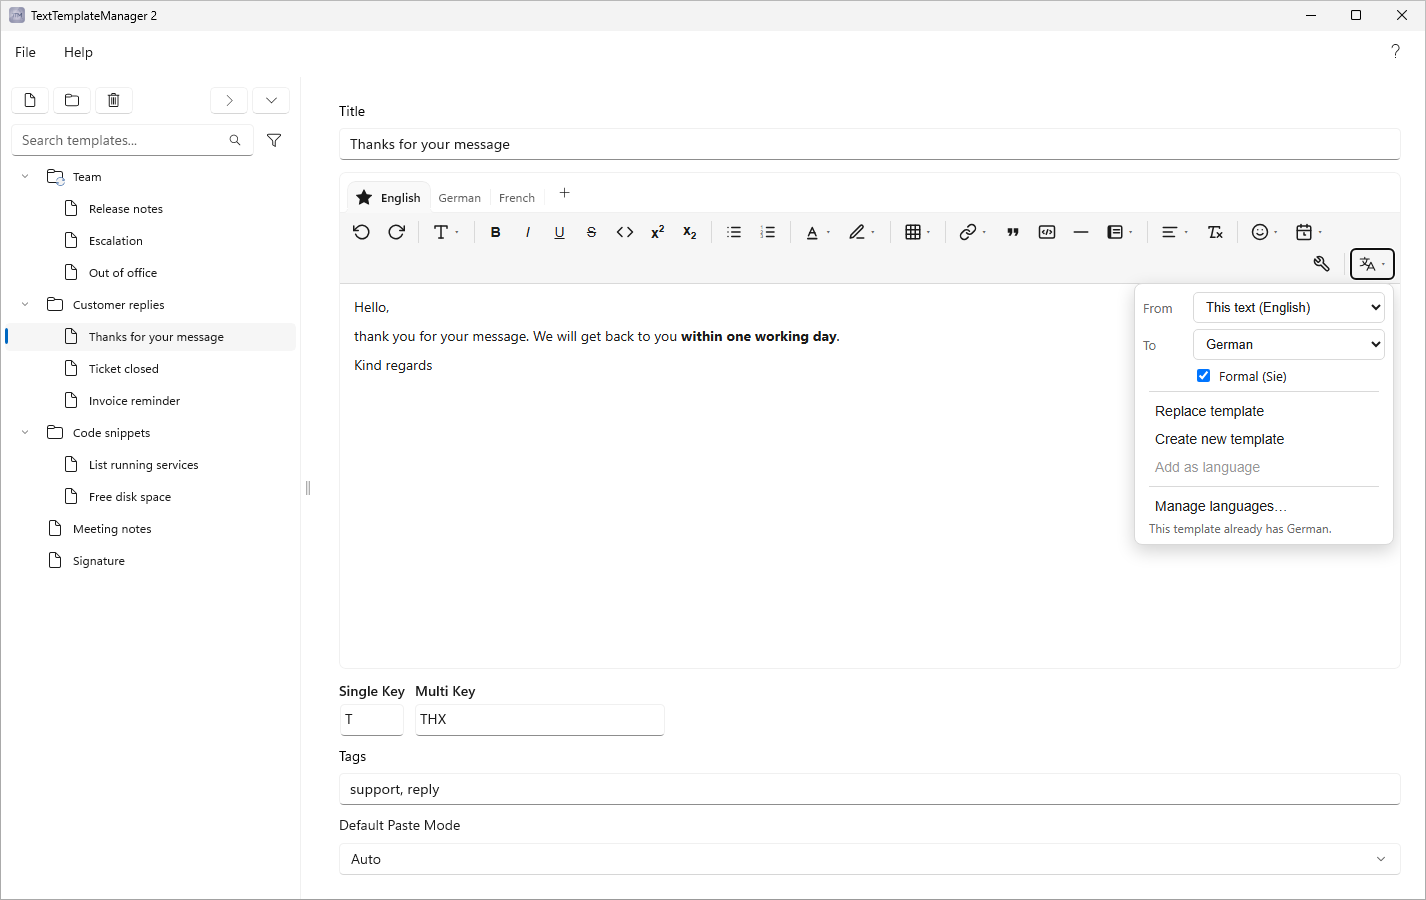 TextTemplateManager 2
File Help ?
Search templates...
Team
Release notes
Escalation
Out of office
Customer replies
Thanks for your message
Ticket closed
Invoice reminder
Code snippets
List running services
Free disk space
Meeting notes
Signature
Title
Thanks for your message
English German French +
Hello,
thank you for your message. We will get back to you within one working day.
Kind regards
From This text (English)
To German
Formal (Sie)
Replace template
Create new template
Add as language
Manage languages…
This template already has German.
Single Key Multi Key
T THX
Tags
support, reply
Default Paste Mode
Auto